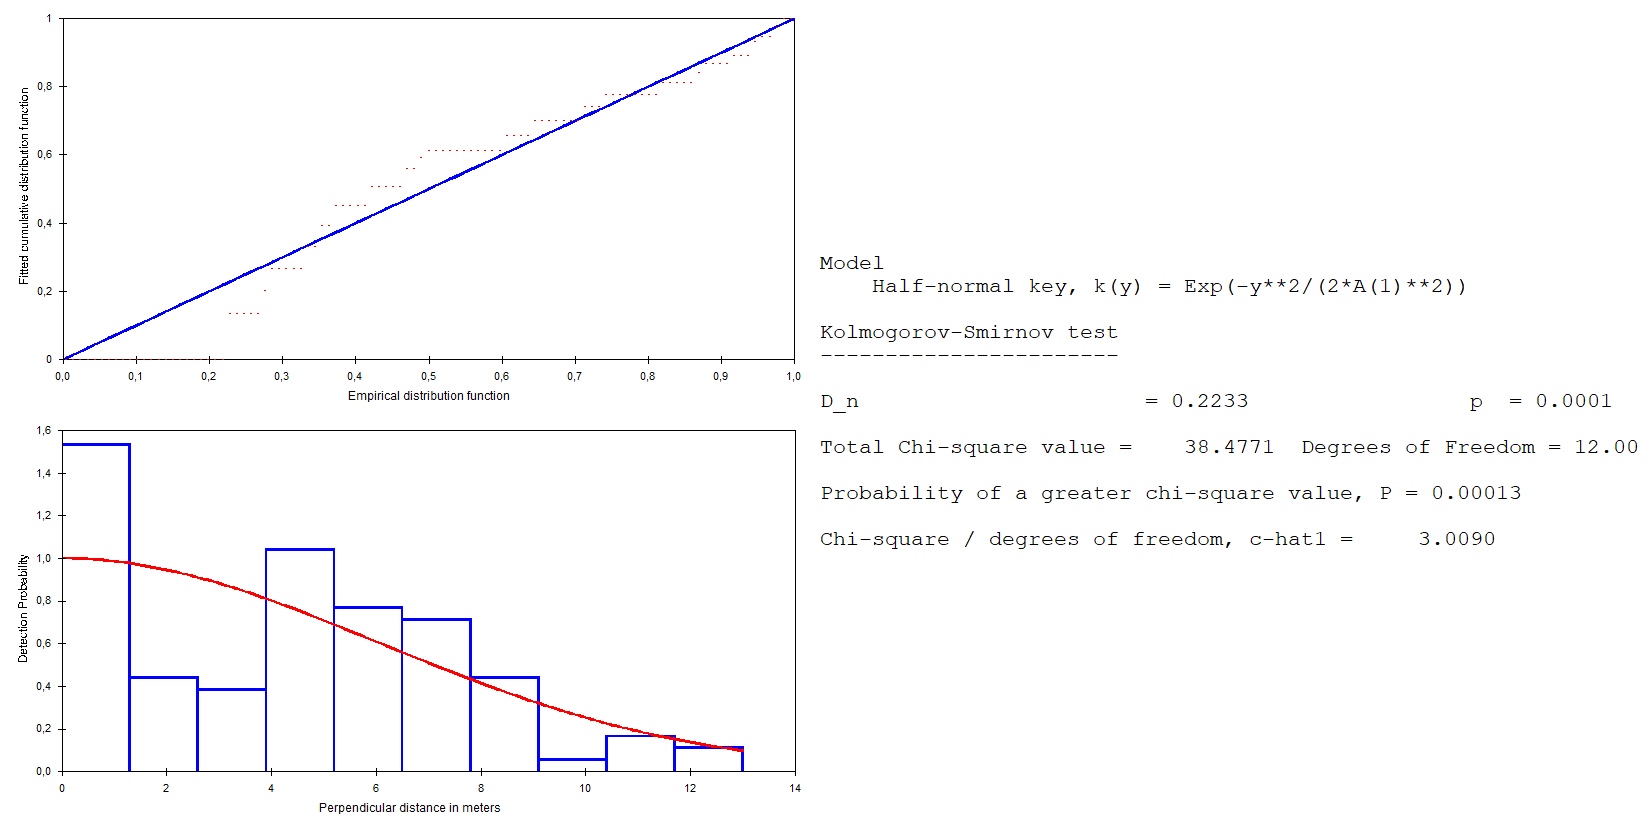 1
0,8
0,6
0,4
0,2
0
Fitted cumulative distribution function
0,0 0,1 0,2 0,3 0,4 0,5 0,6 0,7 0,8 0,9 1,0
Empirical distribution function
1,6
1,4
1,2
1,0
0,8
0,6
0,4
0,2
0,0
Detection Probability
0 2 4 6 8 10 12 14
Perpendicular distance in meters
Model
Half-normal key, k(y) = Exp(-y**2/(2*A(1)**2))
Kolmogorov-Smirnov test
-----------------------
D_n = 0.2233 p = 0.0001
Total Chi-square value = 38.4771 Degrees of Freedom = 12.00
Probability of a greater chi-square value, P = 0.00013
Chi-square / degrees of freedom, c-hat1 = 3.0090